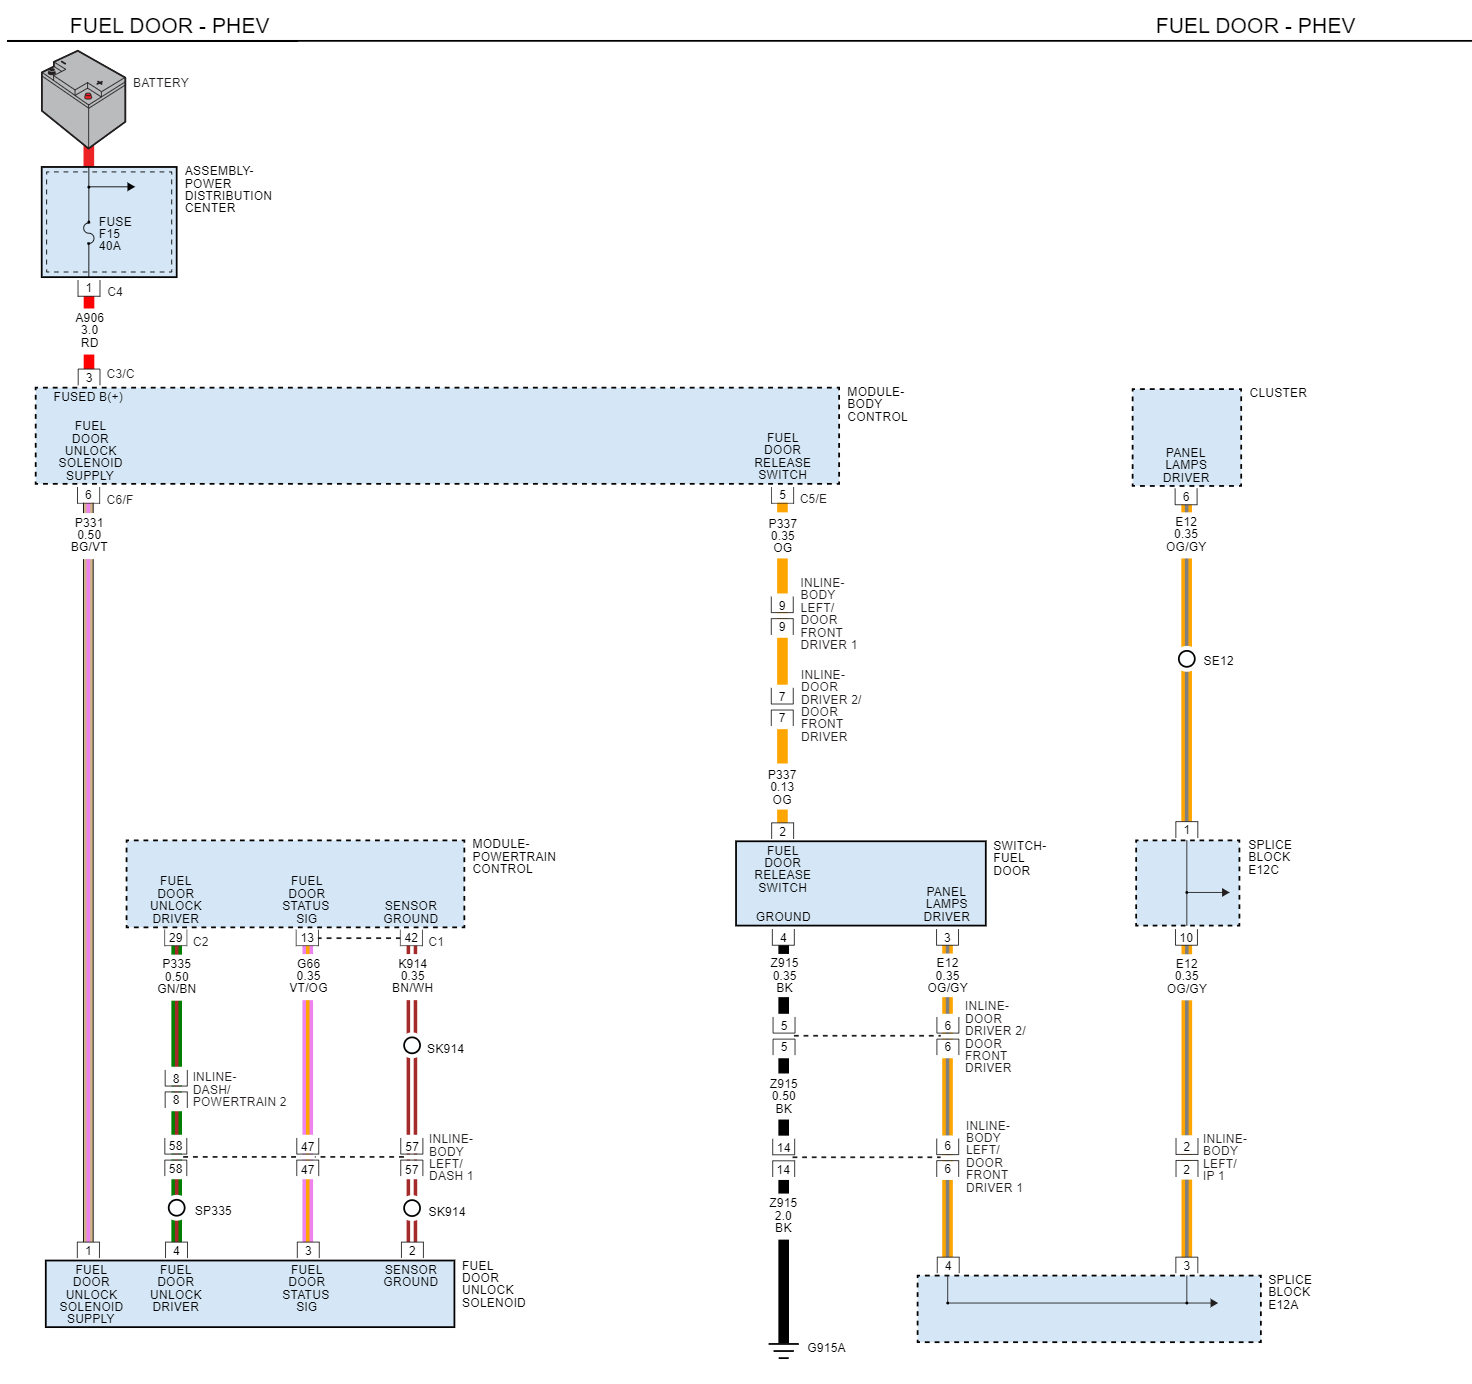 FUEL DOOR - PHEV
FUEL DOOR - PHEV
BATTERY
ASSEMBLY-
POWER
DISTRIBUTION
CENTER
FUSE
F15
40A
1
C4
A906
3.0
RD
3
C3/C
FUSED B(+)
FUEL
DOOR
UNLOCK
SOLENOID
SUPPLY
FUEL
DOOR
RELEASE
SWITCH
MODULE-
BODY
CONTROL
6
C6/F
P331
0.50
BG/VT
5
C5/E
P337
0.35
OG
9
9
INLINE-
BODY
LEFT/
DOOR
FRONT
DRIVER 1
7
7
INLINE-
DOOR
DRIVER 2/
DOOR
FRONT
DRIVER
P337
0.13
OG
2
CLUSTER
PANEL
LAMPS
DRIVER
6
E12
0.35
OG/GY
SE12
1
SPLICE
BLOCK
E12C
10
E12
0.35
OG/GY
2
2
INLINE-
BODY
LEFT/
IP 1
3
MODULE-
POWERTRAIN
CONTROL
FUEL
DOOR
UNLOCK
DRIVER
FUEL
DOOR
STATUS
SIG
SENSOR
GROUND
29
C2
13
42
C1
P335
0.50
GN/BN
G66
0.35
VT/OG
K914
0.35
BN/WH
SK914
8
8
INLINE-
DASH/
POWERTRAIN 2
58
58
47
47
57
57
INLINE-
BODY
LEFT/
DASH 1
SP335
SK914
1
4
3
2
FUEL
DOOR
UNLOCK
SOLENOID
SUPPLY
FUEL
DOOR
UNLOCK
DRIVER
FUEL
DOOR
STATUS
SIG
SENSOR
GROUND
FUEL
DOOR
UNLOCK
SOLENOID
FUEL
DOOR
RELEASE
SWITCH
GROUND
PANEL
LAMPS
DRIVER
SWITCH-
FUEL
DOOR
4
3
Z915
0.35
BK
E12
0.35
OG/GY
5
5
6
6
INLINE-
DOOR
DRIVER 2/
DOOR
FRONT
DRIVER
Z915
0.50
BK
14
14
6
6
INLINE-
BODY
LEFT/
DOOR
FRONT
DRIVER 1
Z915
2.0
BK
G915A
4
SPLICE
BLOCK
E12A